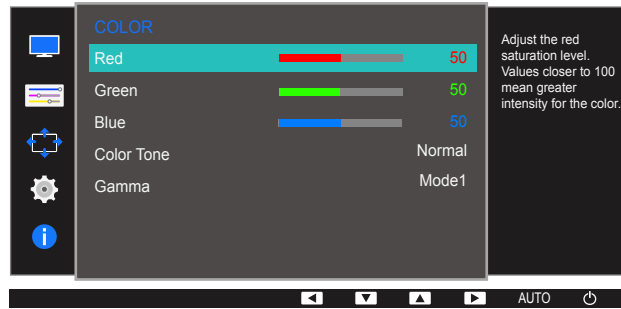 COLOR
Red 50
Green 50
Blue 50
Color Tone Normal
Gamma Mode1
Adjust the red
saturation level.
Values closer to 100
mean greater
intensity for the color.
AUTO